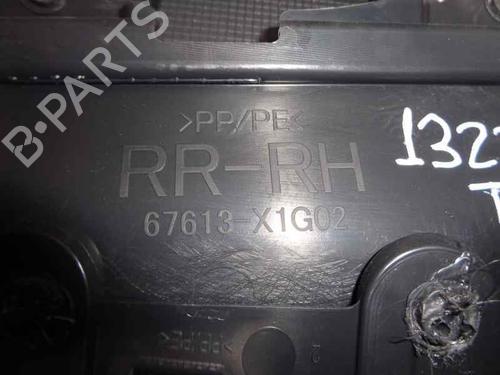 B-PARTS
>PP/PE<
RR-RH
67613-X1G02
132
>PP/PE<